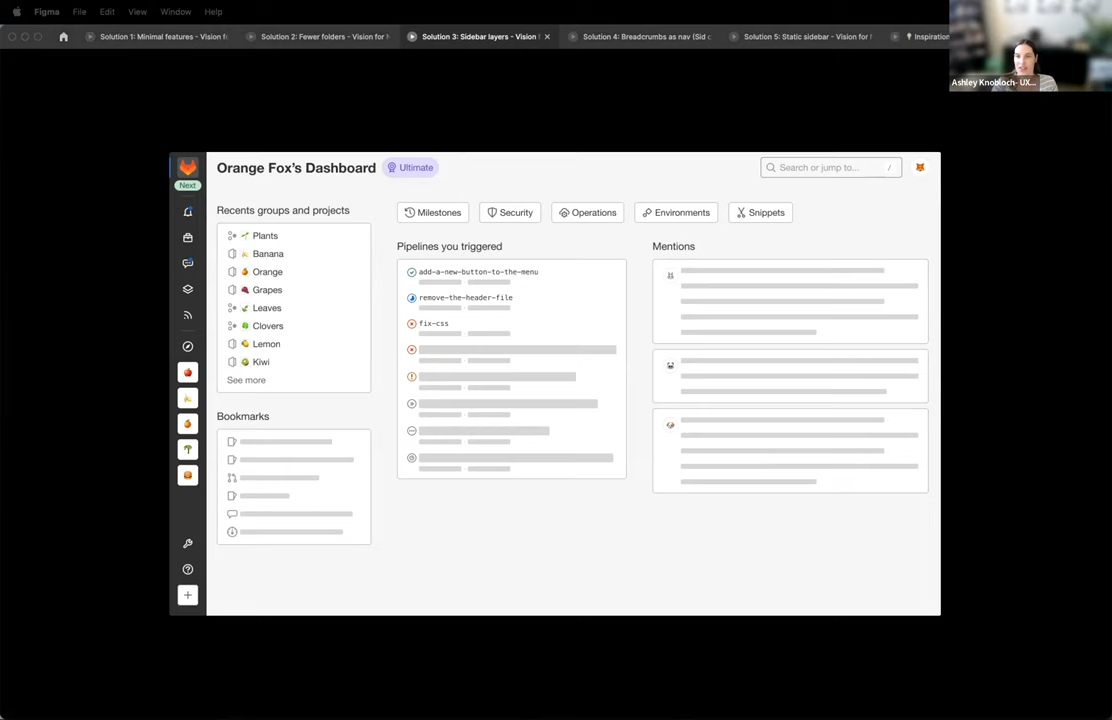 Figma File Edit View Window Help
Solution 1: Minimal features - Vision f
Solution 2: Fewer folders - Vision for
Solution 3: Sidebar layers - Vision
Solution 4: Breadcrumbs as nav (Sid
Solution 5: Static sidebar - Vision for
Inspiration
Ashley Knobloch- UX...
Orange Fox's Dashboard
Ultimate
Search or jump to... /
Next
Recents groups and projects
Plants
Banana
Orange
Grapes
Leaves
Clovers
Lemon
Kiwi
See more
Bookmarks
Milestones
Security
Operations
Environments
Snippets
Pipelines you triggered
add-a-new-button-to-the-menu
remove-the-header-file
fix-css
Mentions